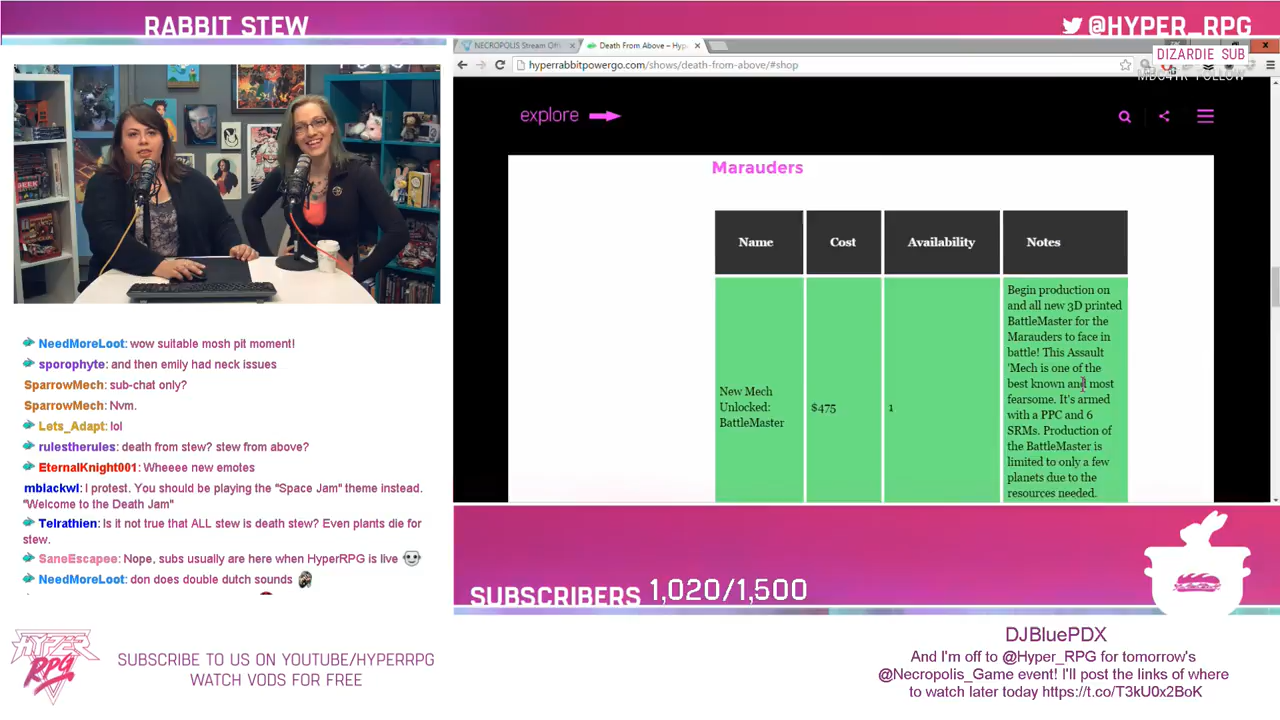 RABBIT STEW
@HYPER_RPG
NECROPOLIS Stream Off
Death From Above – Hyp
DIZARDIE SUB
hyperrabbitpowergo.com/shows/death-from-above/#shop
explore
Marauders
Name Cost Availability Notes
New Mech
Unlocked:
BattleMaster
$475
1
Begin production on
and all new 3D printed
BattleMaster for the
Marauders to face in
battle! This Assault
'Mech is one of the
best known and most
fearsome. It's armed
with a PPC and 6
SRMs. Production of
the BattleMaster is
limited to only a few
planets due to the
resources needed.
NeedMoreLoot: wow suitable mosh pit moment!
sporophyte: and then emily had neck issues
SparrowMech: sub-chat only?
SparrowMech: Nvm.
Lets_Adapt: lol
rulestherules: death from stew? stew from above?
EternalKnight001: Wheeee new emotes
mblackwl: I protest. You should be playing the "Space Jam" theme instead.
"Welcome to the Death Jam"
Telrathien: Is it not true that ALL stew is death stew? Even plants die for
stew.
SaneEscapee: Nope, subs usually are here when HyperRPG is live
NeedMoreLoot: don does double dutch sounds
SUBSCRIBERS 1,020/1,500
HYPER
RPG
SUBSCRIBE TO US ON YOUTUBE/HYPERRPG
WATCH VODS FOR FREE
DJBluePDX
And I'm off to @Hyper_RPG for tomorrow's
@Necropolis_Game event! I'll post the links of where
to watch later today https://t.co/T3kU0x2BoK